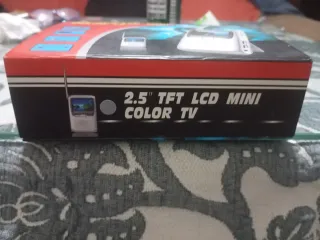 2.5" TFT LCD MINI
COLOR TV